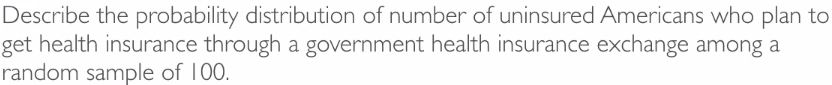 Describe the probability distribution of number of uninsured Americans who plan to
get health insurance through a government health insurance exchange among a
random sample of 100.